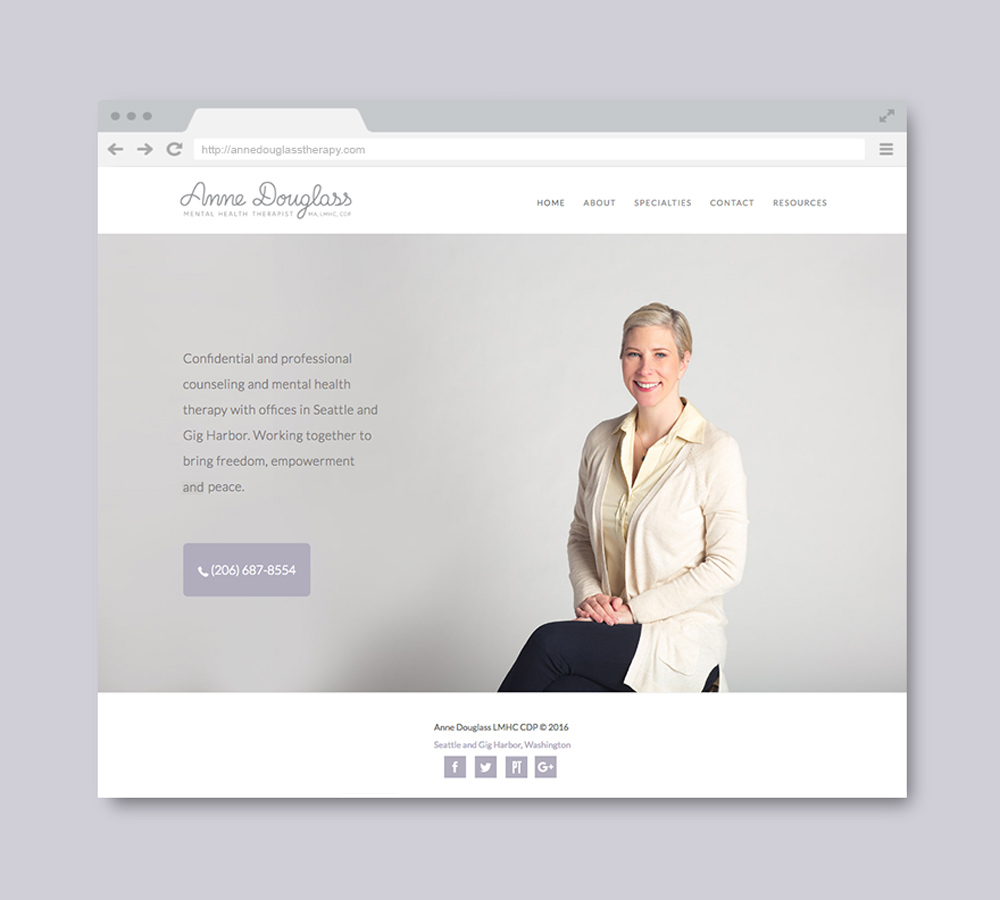 http://annedouglasstherapy.com
Anne Douglass
MENTAL HEALTH THERAPIST MA, LMHC, CDP
HOME ABOUT SPECIALTIES CONTACT RESOURCES
Confidential and professional
counseling and mental health
therapy with offices in Seattle and
Gig Harbor. Working together to
bring freedom, empowerment
and peace.
(206) 687-8554
Anne Douglass LMHC CDP © 2016
Seattle and Gig Harbor, Washington
f PT G+